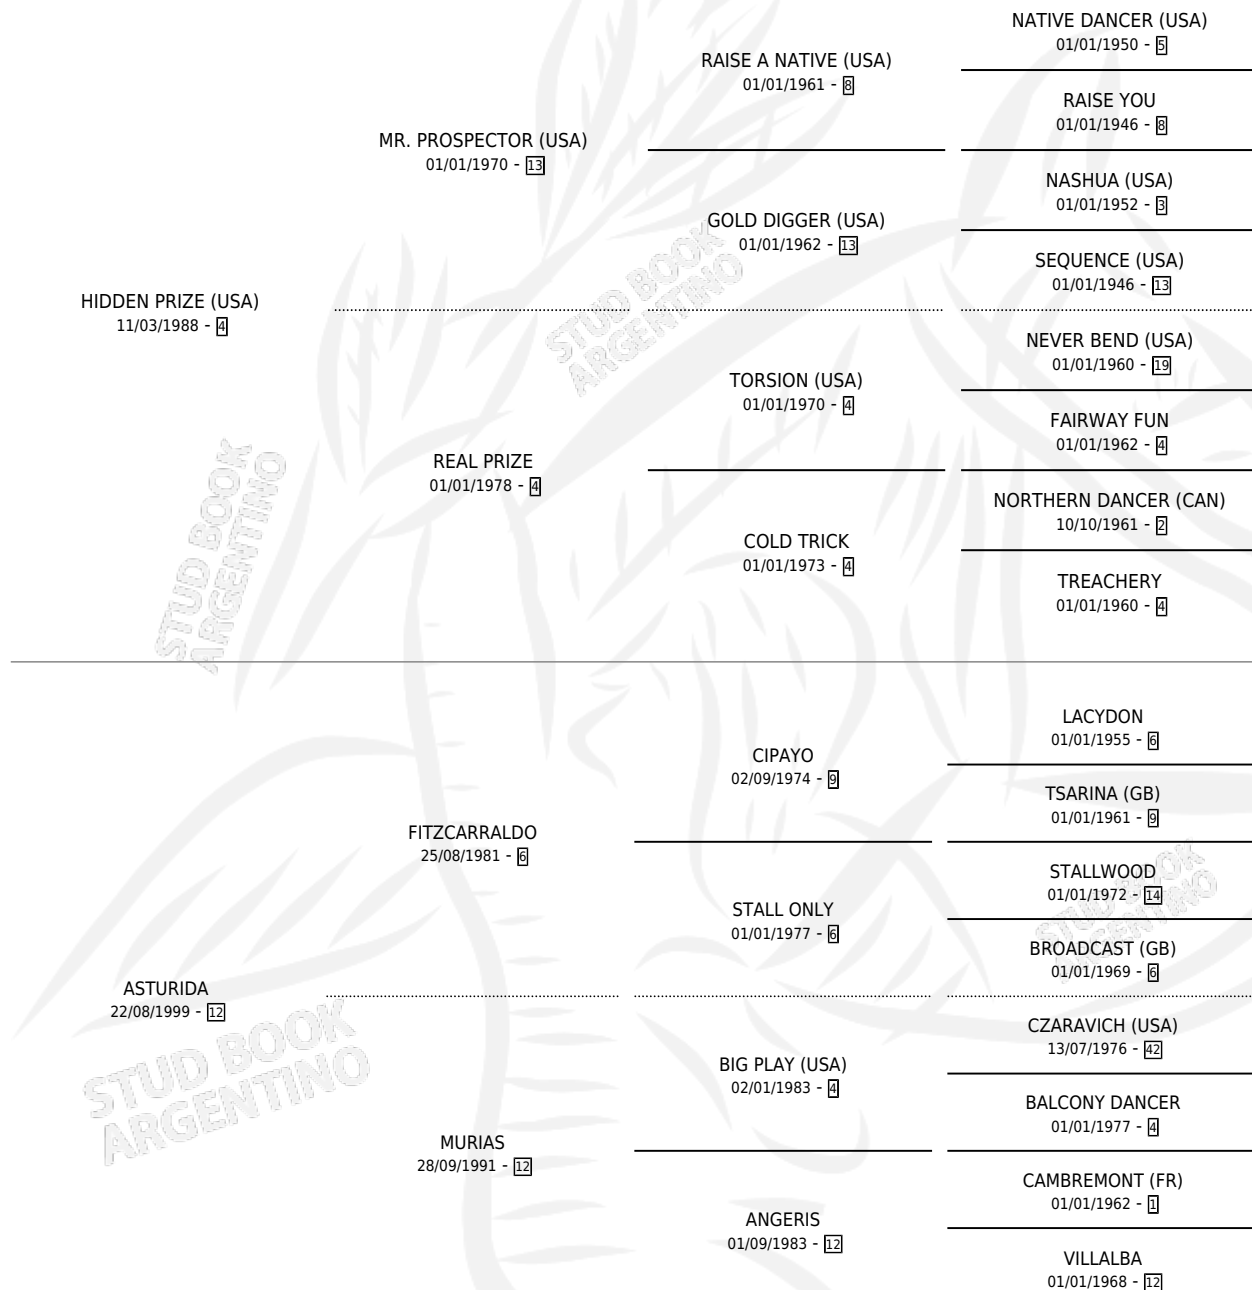 HIDDEN PRIZE (USA)
11/03/1988 - 4
MR. PROSPECTOR (USA)
01/01/1970 - 13
REAL PRIZE
01/01/1978 - 4
RAISE A NATIVE (USA)
01/01/1961 - 8
GOLD DIGGER (USA)
01/01/1962 - 13
TORSION (USA)
01/01/1970 - 4
COLD TRICK
01/01/1973 - 4
NATIVE DANCER (USA)
01/01/1950 - 5
RAISE YOU
01/01/1946 - 8
NASHUA (USA)
01/01/1952 - 3
SEQUENCE (USA)
01/01/1946 - 13
NEVER BEND (USA)
01/01/1960 - 19
FAIRWAY FUN
01/01/1962 - 4
NORTHERN DANCER (CAN)
10/10/1961 - 2
TREACHERY
01/01/1960 - 4
ASTURIDA
22/08/1999 - 12
FITZCARRALDO
25/08/1981 - 6
MURIAS
28/09/1991 - 12
CIPAYO
02/09/1974 - 9
STALL ONLY
01/01/1977 - 6
BIG PLAY (USA)
02/01/1983 - 4
ANGERIS
01/09/1983 - 12
LACYDON
01/01/1955 - 6
TSARINA (GB)
01/01/1961 - 9
STALLWOOD
01/01/1972 - 14
BROADCAST (GB)
01/01/1969 - 6
CZARAVICH (USA)
13/07/1976 - 42
BALCONY DANCER
01/01/1977 - 4
CAMBREMONT (FR)
01/01/1962 - 1
VILLALBA
01/01/1968 - 12
STUD BOOK
ARGENTINO
STUD BOOK
ARGENTINO
STUD BOOK
ARGENTINO
STUD BOOK
ARGENTINO